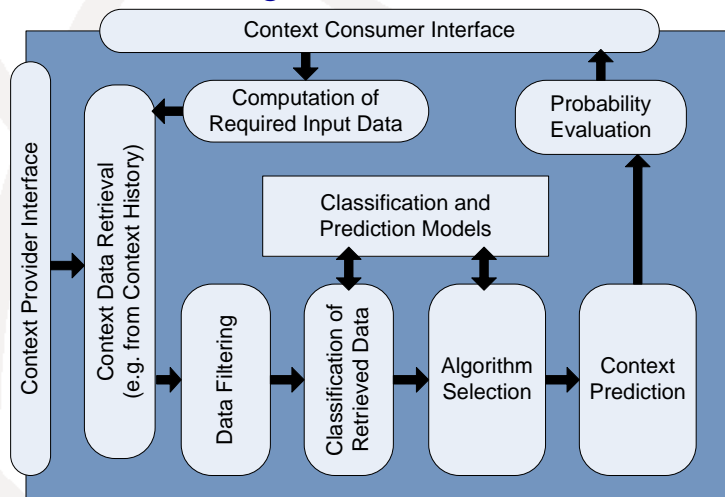 Context Consumer Interface
Computation of
Required Input Data
Probability
Evaluation
Context Provider Interface
Context Data Retrieval
(e.g. from Context History)
Classification and
Prediction Models
Data Filtering
Classification of
Retrieved Data
Algorithm
Selection
Context
Prediction